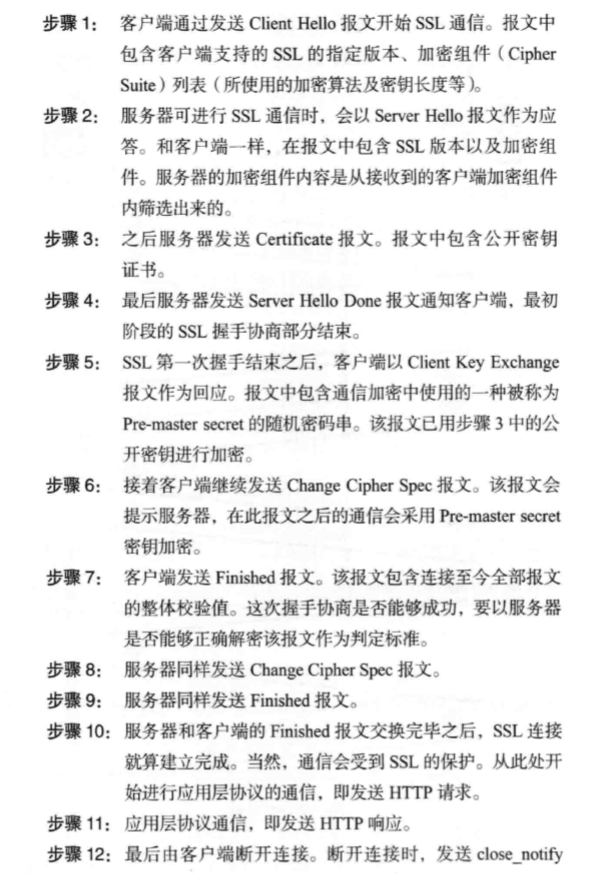 步骤 1： 客户端通过发送 Client Hello 报文开始 SSL 通信。报文中
包含客户端支持的 SSL 的指定版本、加密组件（Cipher
Suite）列表（所使用的加密算法及密钥长度等）。
步骤 2： 服务器可进行 SSL 通信时，会以 Server Hello 报文作为应
答。和客户端一样，在报文中包含 SSL 版本以及加密组
件。服务器的加密组件内容是从接收到的客户端加密组件
内筛选出来的。
步骤 3： 之后服务器发送 Certificate 报文。报文中包含公开密钥
证书。
步骤 4： 最后服务器发送 Server Hello Done 报文通知客户端，最初
阶段的 SSL 握手协商部分结束。
步骤 5： SSL 第一次握手结束之后，客户端以 Client Key Exchange
报文作为回应。报文中包含通信加密中使用的一种被称为
Pre-master secret 的随机密码串。该报文已用步骤 3 中的公
开密钥进行加密。
步骤 6： 接着客户端继续发送 Change Cipher Spec 报文。该报文会
提示服务器，在此报文之后的通信会采用 Pre-master secret
密钥加密。
步骤 7： 客户端发送 Finished 报文。该报文包含连接至今全部报文
的整体校验值。这次握手协商是否能够成功，要以服务器
是否能够正确解密该报文作为判定标准。
步骤 8： 服务器同样发送 Change Cipher Spec 报文。
步骤 9： 服务器同样发送 Finished 报文。
步骤 10： 服务器和客户端的 Finished 报文交换完毕之后，SSL 连接
就算建立完成。当然，通信会受到 SSL 的保护。从此处开
始进行应用层协议的通信，即发送 HTTP 请求。
步骤 11： 应用层协议通信，即发送 HTTP 响应。
步骤 12： 最后由客户端断开连接。断开连接时，发送 close_notify